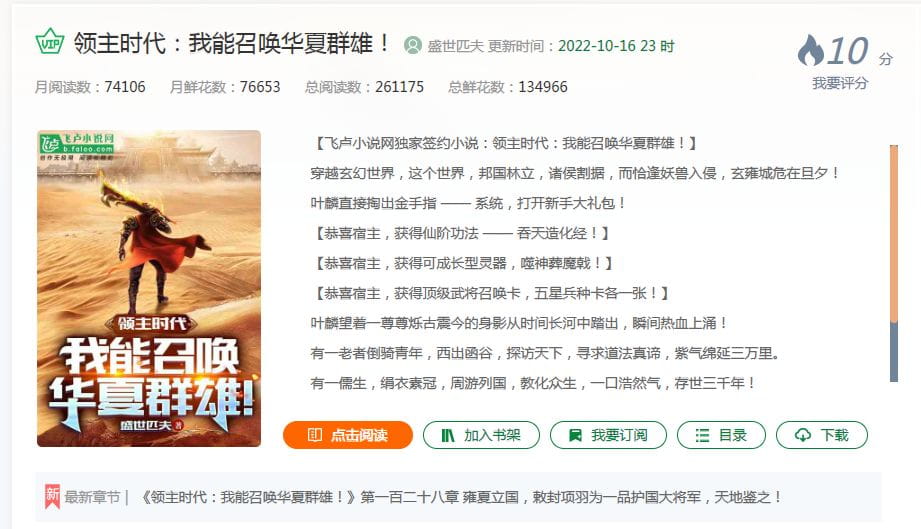 VIP 领主时代：我能召唤华夏群雄！ 盛世匹夫 更新时间：2022-10-16 23 时
10 分
月阅读数：74106 月鲜花数：76653 总阅读数：261175 总鲜花数：134966
我要评分
飞卢小说网
b.faloo.com
领主时代
我能召唤
华夏群雄!
盛世匹夫 著
【飞卢小说网独家签约小说：领主时代：我能召唤华夏群雄！】
穿越玄幻世界，这个世界，邦国林立，诸侯割据，而恰逢妖兽入侵，玄雍城危在旦夕！
叶麟直接掏出金手指 —— 系统，打开新手大礼包！
【恭喜宿主，获得仙阶功法 —— 吞天造化经！】
【恭喜宿主，获得可成长型灵器，噬神葬魔戟！】
【恭喜宿主，获得顶级武将召唤卡，五星兵种卡各一张！】
叶麟望着一尊尊烁古震今的身影从时间长河中踏出，瞬间热血上涌！
有一老者倒骑青年，西出函谷，探访天下，寻求道法真谛，紫气绵延三万里。
有一儒生，绢衣素冠，周游列国，教化众生，一口浩然气，存世三千年！
点击阅读 加入书架 我要订阅 目录 下载
新 最新章节 | 《领主时代：我能召唤华夏群雄！》第一百二十八章 雍夏立国，敕封项羽为一品护国大将军，天地鉴之！